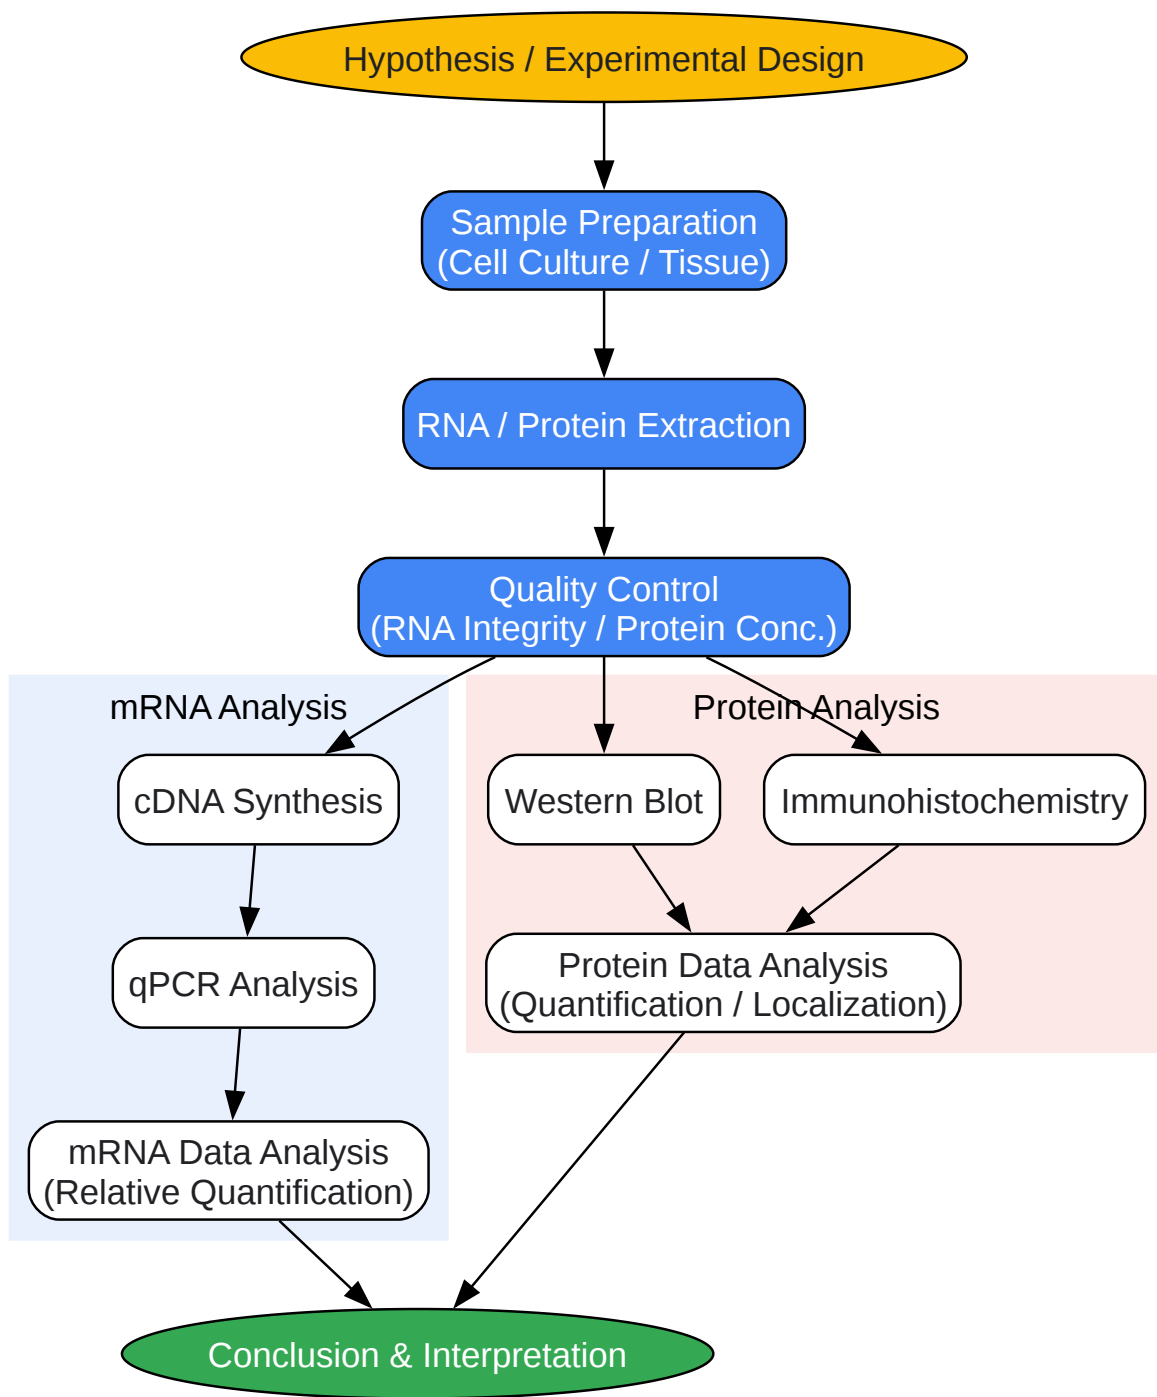 Hypothesis / Experimental Design
Sample Preparation
(Cell Culture / Tissue)
RNA / Protein Extraction
Quality Control
(RNA Integrity / Protein Conc.)
mRNA Analysis
cDNA Synthesis
qPCR Analysis
mRNA Data Analysis
(Relative Quantification)
Protein Analysis
Western Blot
Immunohistochemistry
Protein Data Analysis
(Quantification / Localization)
Conclusion & Interpretation